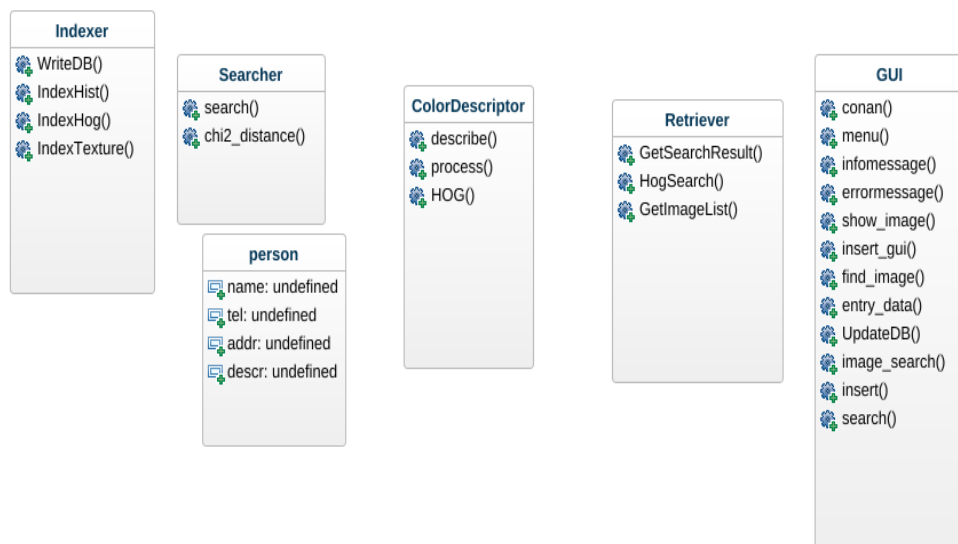 Indexer
WriteDB()
IndexHist()
IndexHog()
IndexTexture()
Searcher
search()
chi2_distance()
person
name: undefined
tel: undefined
addr: undefined
descr: undefined
ColorDescriptor
describe()
process()
HOG()
Retriever
GetSearchResult()
HogSearch()
GetImageList()
GUI
conan()
menu()
infomessage()
errormessage()
show_image()
insert_gui()
find_image()
entry_data()
UpdateDB()
image_search()
insert()
search()